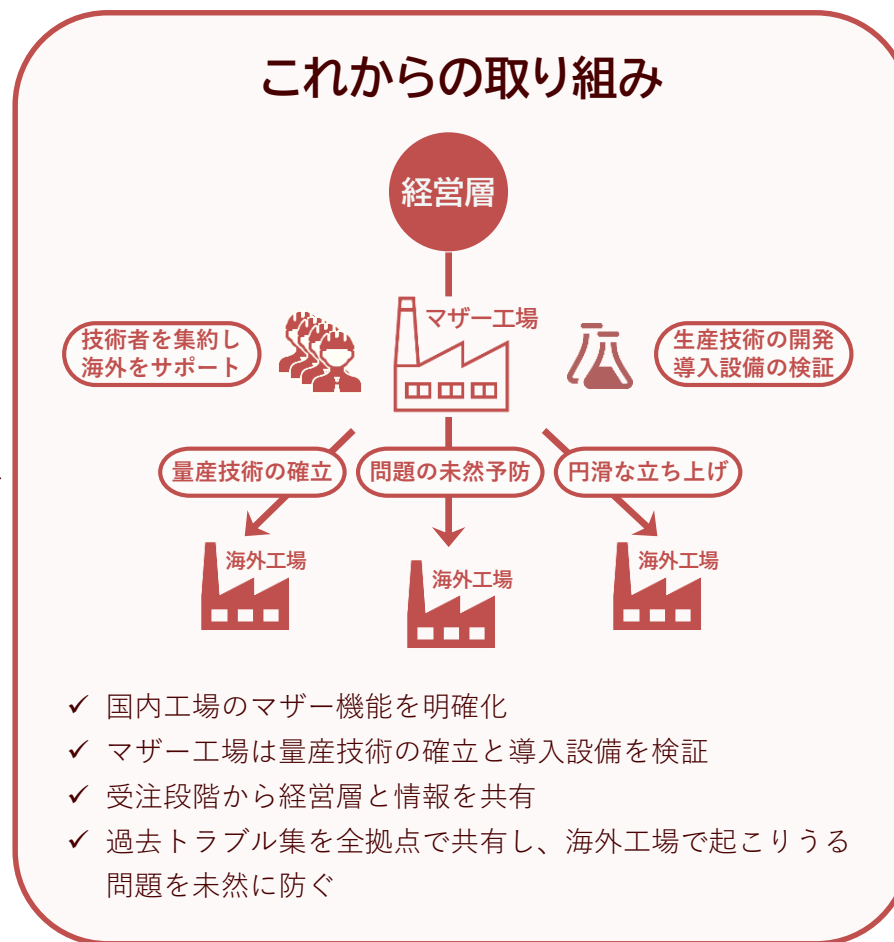 これからの取り組み
経営層
マザー工場
技術者を集約し
海外をサポート
生産技術の開発
導入設備の検証
量産技術の確立
問題の未然予防
円滑な立ち上げ
海外工場
海外工場
海外工場
✓ 国内工場のマザー機能を明確化
✓ マザー工場は量産技術の確立と導入設備を検証
✓ 受注段階から経営層と情報を共有
✓ 過去トラブル集を全拠点で共有し、海外工場で起こりうる
問題を未然に防ぐ